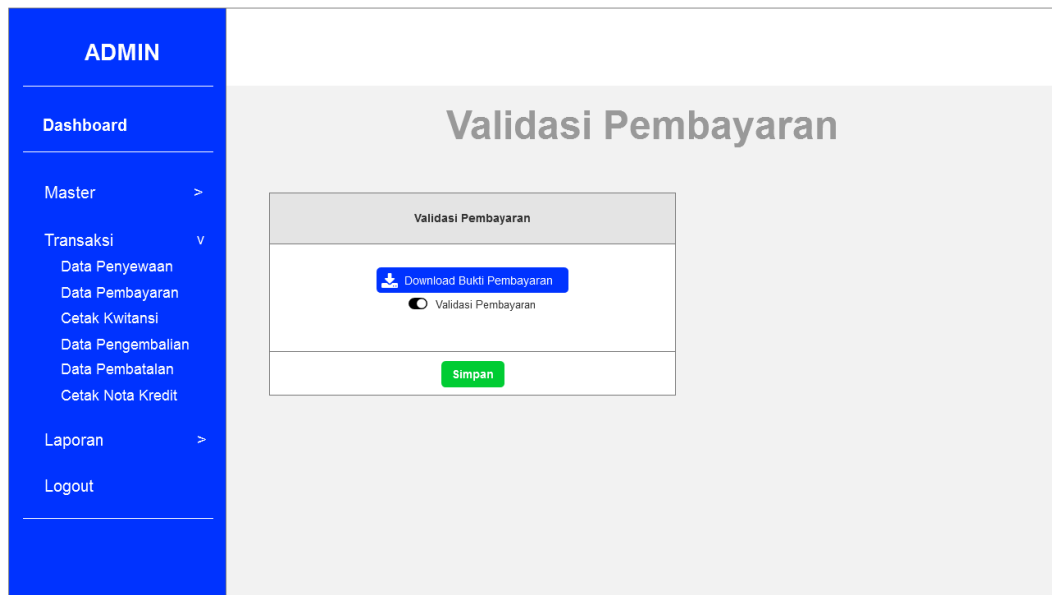 ADMIN
Dashboard
Master >
Transaksi v
Data Penyewaan
Data Pembayaran
Cetak Kwitansi
Data Pengembalian
Data Pembatalan
Cetak Nota Kredit
Laporan >
Logout
Validasi Pembayaran
Validasi Pembayaran
Download Bukti Pembayaran
Validasi Pembayaran
Simpan